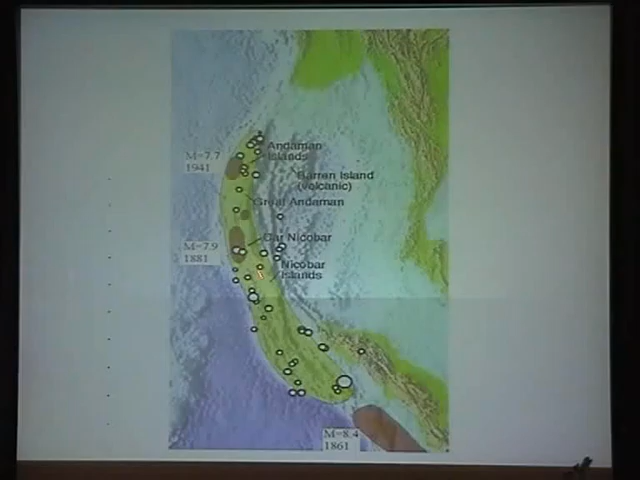 Andaman
Islands
M=7.7
1941
Barren Island
(volcanic)
Great Andaman
Car Nicobar
M=7.9
1881
Nicobar
Islands
M=8.4
1861